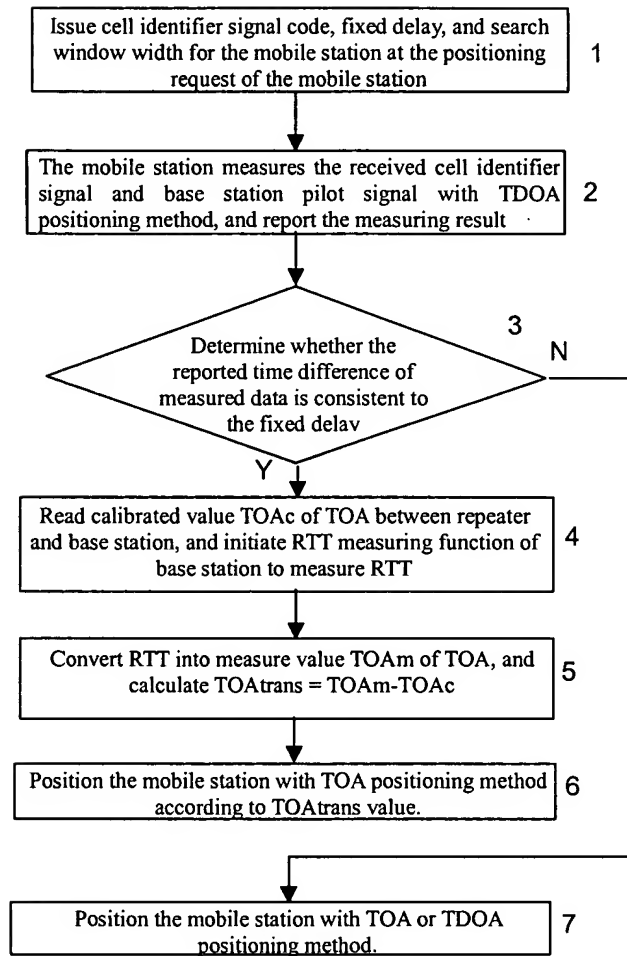 Issue cell identifier signal code, fixed delay, and search
window width for the mobile station at the positioning
request of the mobile station
1
The mobile station measures the received cell identifier
signal and base station pilot signal with TDOA
positioning method, and report the measuring result
2
3
N
Determine whether the
reported time difference of
measured data is consistent to
the fixed delay
Y
Read calibrated value TOAc of TOA between repeater
and base station, and initiate RTT measuring function of
base station to measure RTT
4
Convert RTT into measure value TOAm of TOA, and
calculate TOAtrans = TOAm-TOAc
5
Position the mobile station with TOA positioning method
according to TOAtrans value.
6
Position the mobile station with TOA or TDOA
positioning method.
7